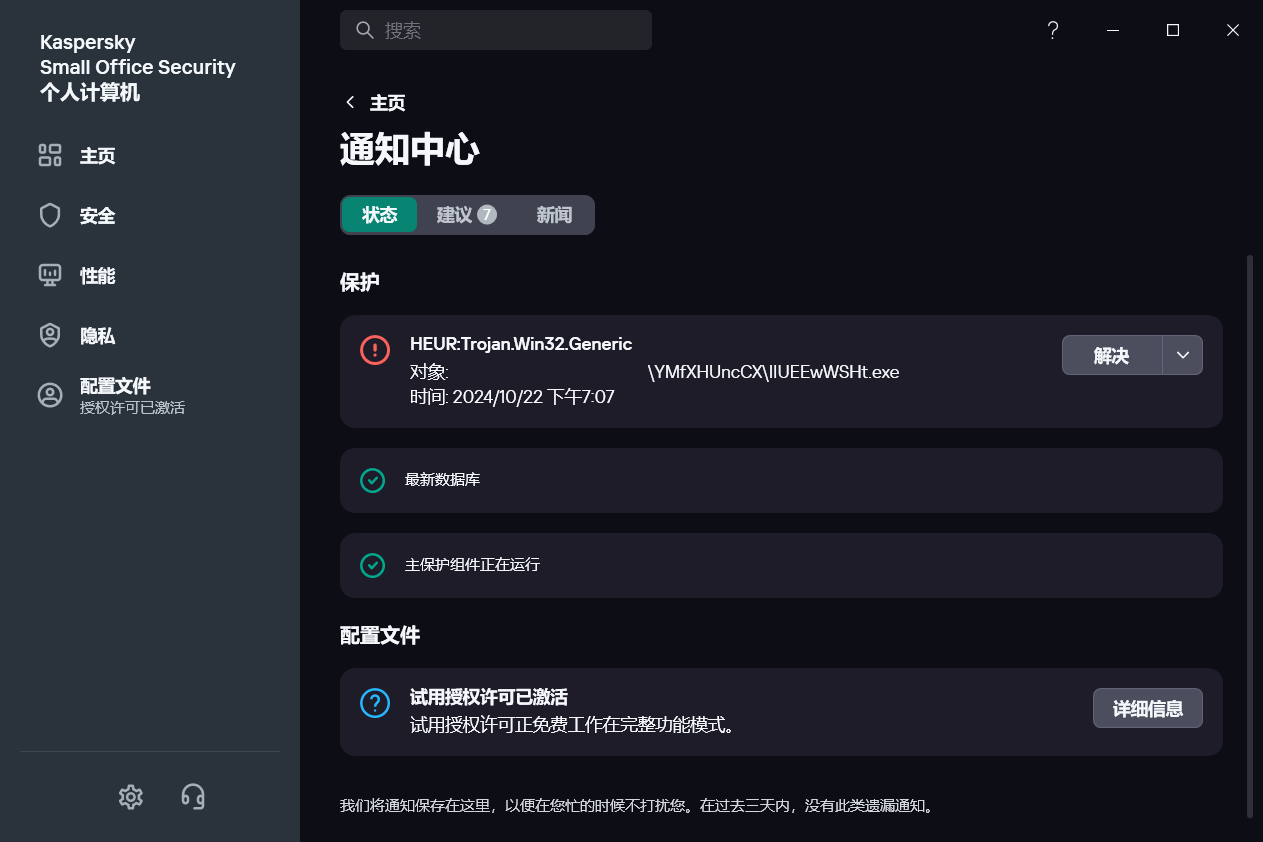 Kaspersky
Small Office Security
个人计算机
主页
安全
性能
隐私
配置文件
授权许可已激活
搜索
主页
通知中心
状态
建议 7
新闻
保护
HEUR:Trojan.Win32.Generic
对象: \YMfXHUncCX\IIUEEwWSHt.exe
时间: 2024/10/22 下午7:07
解决
最新数据库
主保护组件正在运行
配置文件
试用授权许可已激活
试用授权许可正免费工作在完整功能模式。
详细信息
我们将通知保存在这里，以便在您忙的时候不打扰您。在过去三天内，没有此类遗漏通知。